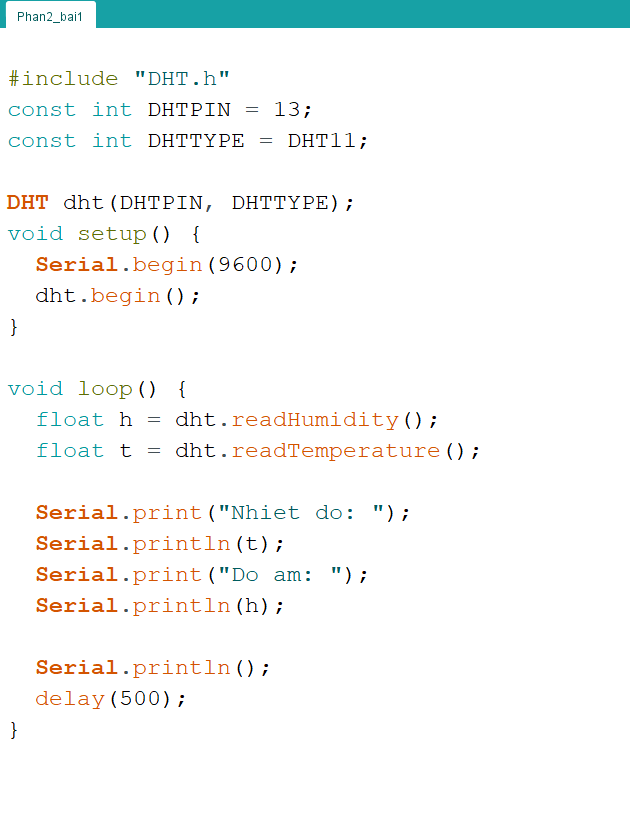 Phan2_bai1
#include "DHT.h"
const int DHTPIN = 13;
const int DHTTYPE = DHT11;
DHT dht(DHTPIN, DHTTYPE);
void setup() {
  Serial.begin(9600);
  dht.begin();
}
void loop() {
  float h = dht.readHumidity();
  float t = dht.readTemperature();
  Serial.print("Nhiet do: ");
  Serial.println(t);
  Serial.print("Do am: ");
  Serial.println(h);
  Serial.println();
  delay(500);
}